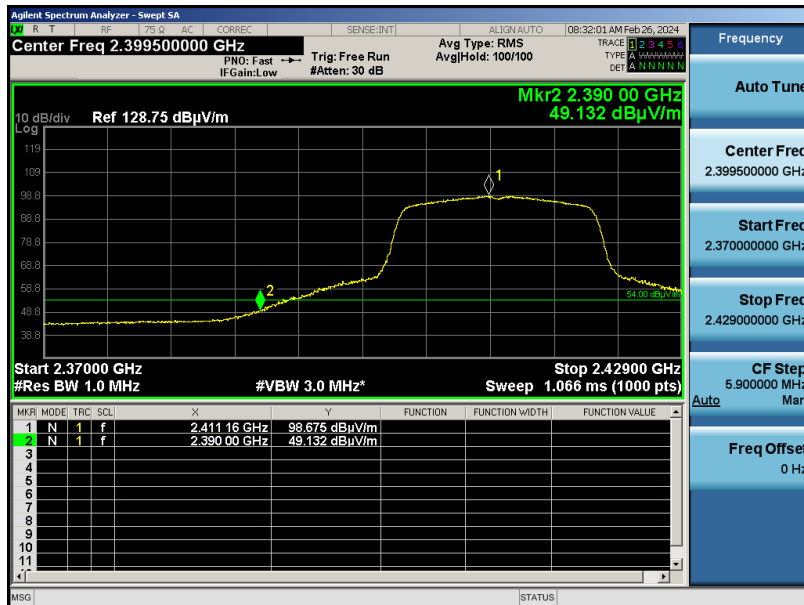 Agilent Spectrum Analyzer - Swept SA
LXI R T RF 75 Ω AC CORREC SENSE:INT ALIGN AUTO 08:32:01 AM Feb 26, 2024
Center Freq 2.399500000 GHz
PNO: Fast
IFGain:Low
Trig: Free Run
#Atten: 30 dB
Avg Type: RMS
Avg|Hold: 100/100
TRACE 1 2 3 4 5 6
TYPE A WWWWW
DET A N N N N N
Mkr2 2.390 00 GHz
49.132 dBµV/m
10 dB/div Ref 128.75 dBµV/m
Log
119
109
98.8
88.8
78.8
68.8
58.8
48.8
38.8
1
2
54.00 dBµV/m
Start 2.37000 GHz Stop 2.42900 GHz
#Res BW 1.0 MHz #VBW 3.0 MHz* Sweep 1.066 ms (1000 pts)
MKR MODE TRC SCL X Y FUNCTION FUNCTION WIDTH FUNCTION VALUE
1 N 1 f 2.411 16 GHz 98.675 dBµV/m
2 N 1 f 2.390 00 GHz 49.132 dBµV/m
3
4
5
6
7
8
9
10
11
MSG STATUS
Frequency
Auto Tune
Center Freq
2.399500000 GHz
Start Freq
2.370000000 GHz
Stop Freq
2.429000000 GHz
CF Step
5.900000 MHz
Auto Man
Freq Offset
0 Hz